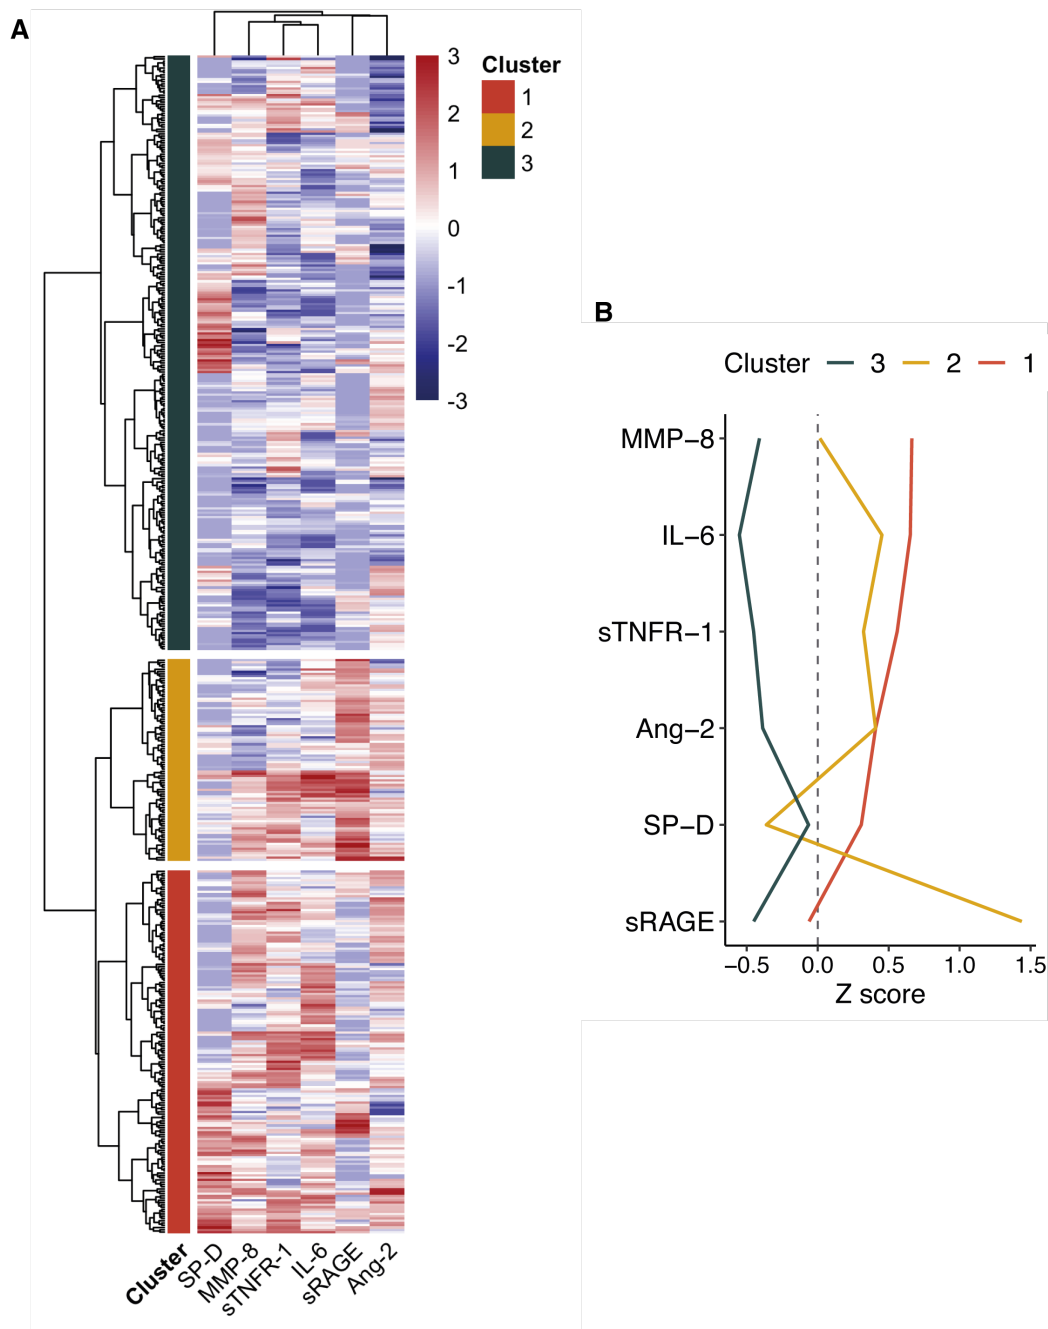 A
3
2
1
0
-1
-2
-3
Cluster
1
2
3
Cluster
SP-D
MMP-8
sTNFR-1
IL-6
sRAGE
Ang-2
B
Cluster 3 2 1
MMP−8
IL−6
sTNFR−1
Ang−2
SP−D
sRAGE
−0.5 0.0 0.5 1.0 1.5
Z score